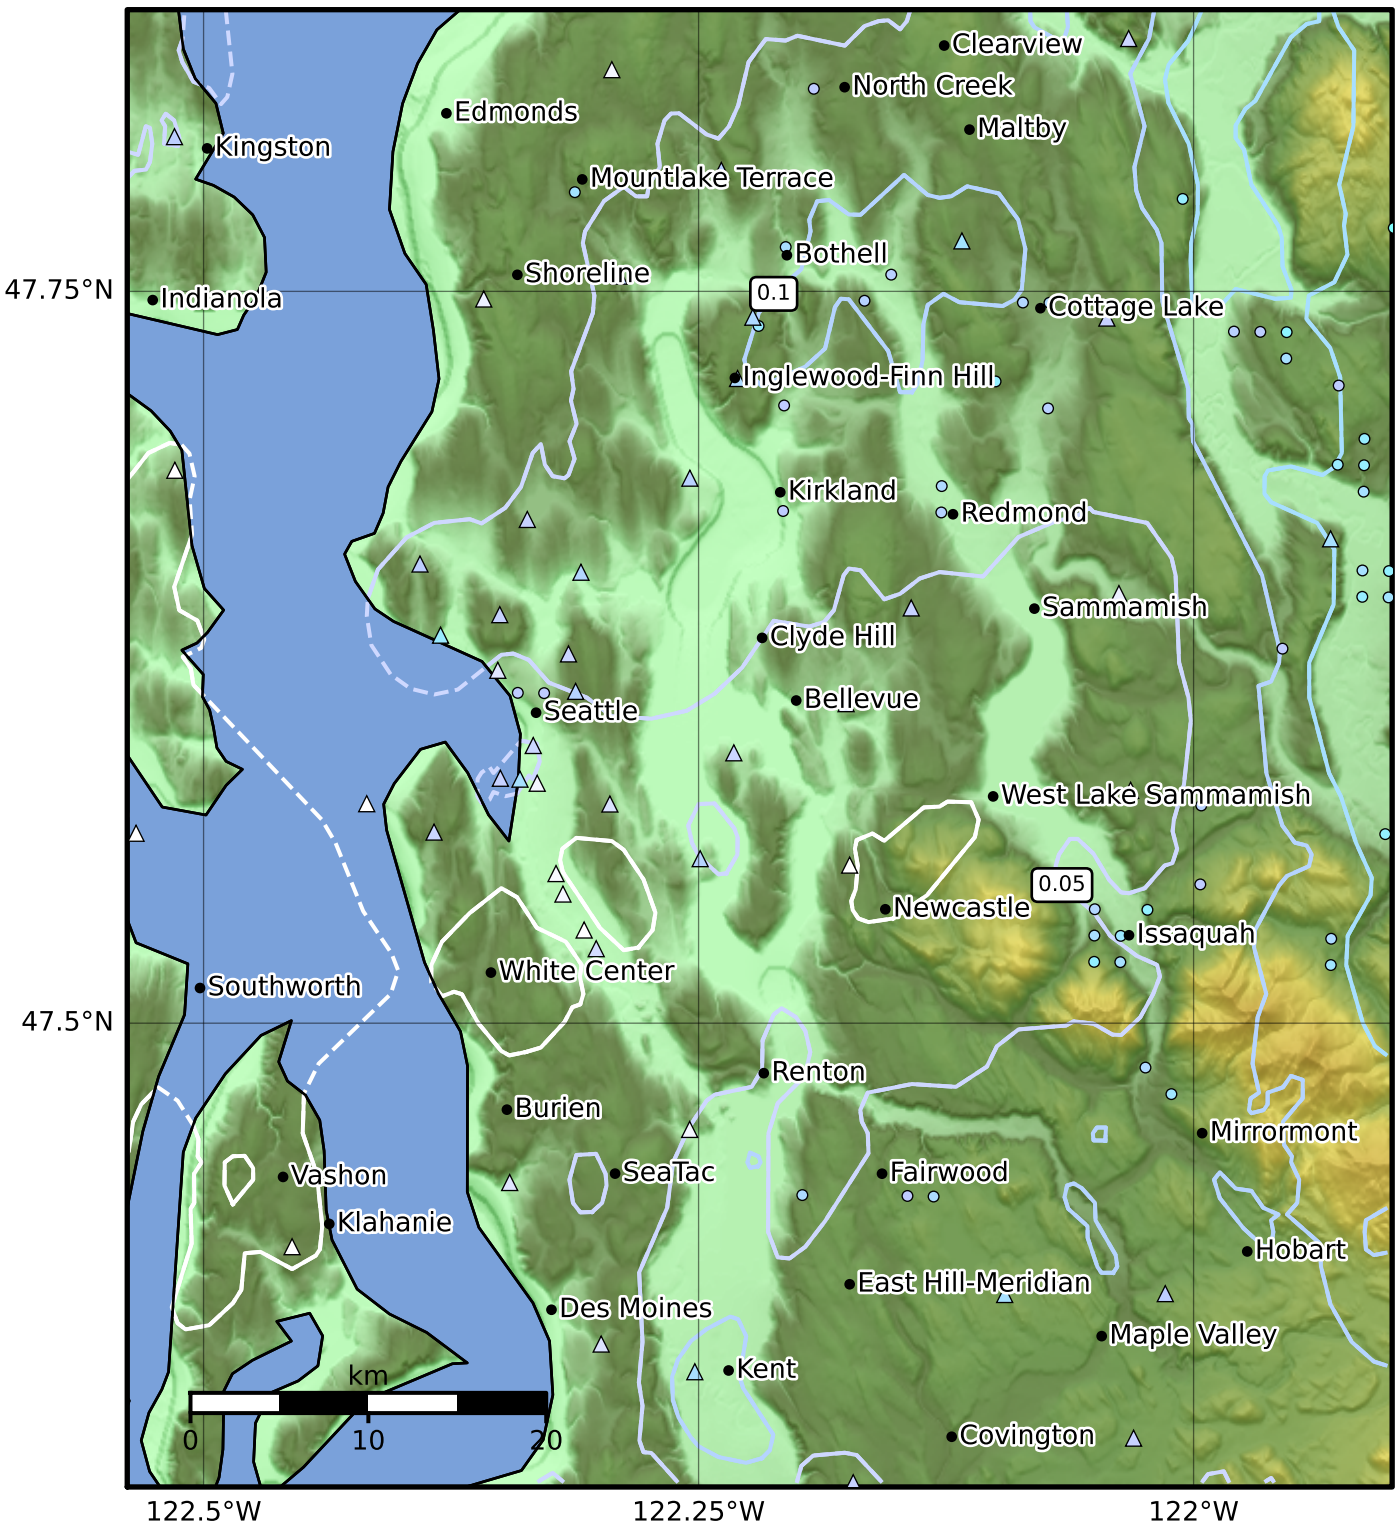 Clearview
North Creek
Edmonds
Maltby
Kingston
Mountlake Terrace
Bothell
Shoreline
47.75°N
Indianola
0.1
Cottage Lake
Inglewood-Finn Hill
Kirkland
Redmond
Sammamish
Clyde Hill
Bellevue
Seattle
West Lake Sammamish
0.05
Newcastle
Issaquah
White Center
Southworth
47.5°N
Renton
Burien
Mirrormont
Vashon
SeaTac
Fairwood
Klahanie
Hobart
East Hill-Meridian
Des Moines
Maple Valley
Kent
km
0 10 20
Covington
122.5°W 122.25°W 122°W